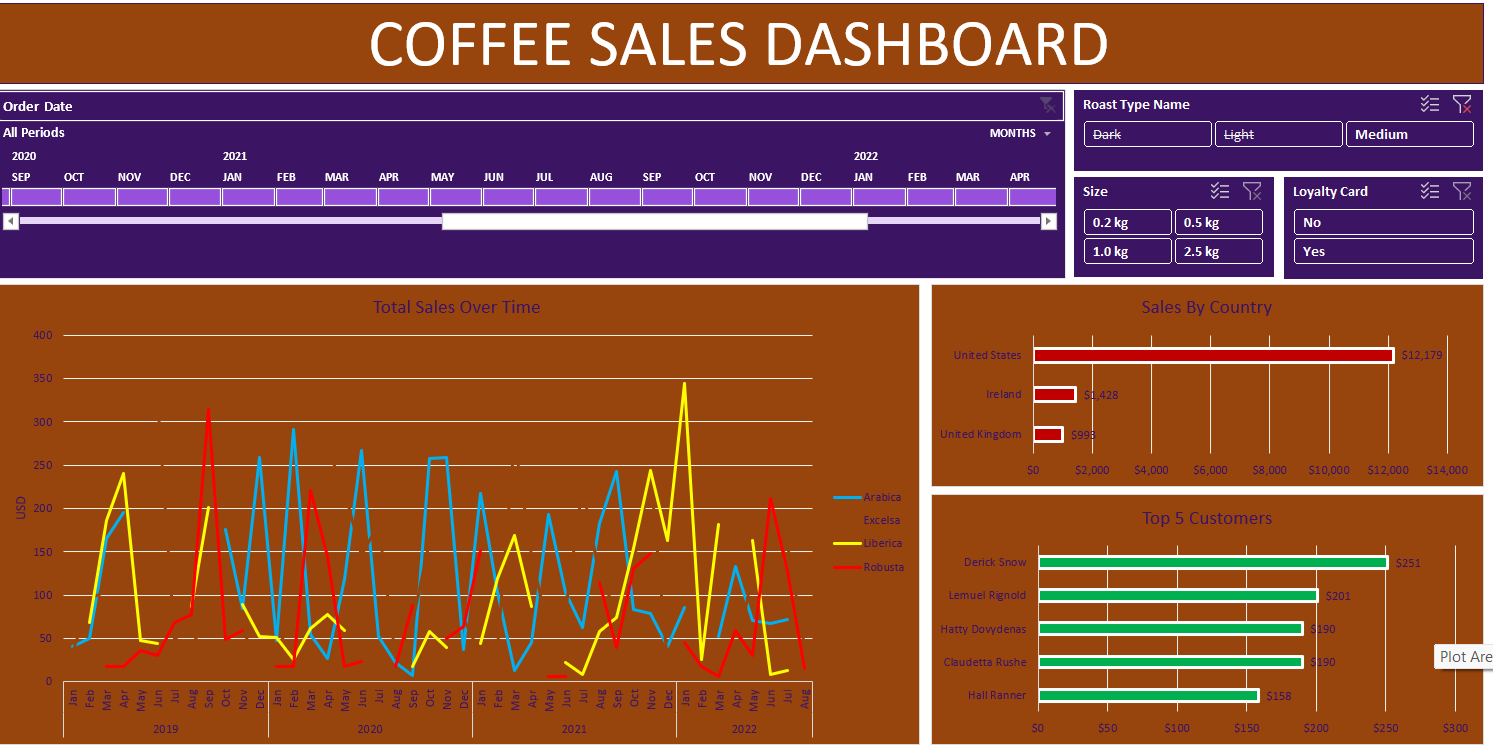 COFFEE SALES DASHBOARD
Order Date
All Periods
MONTHS
2020 2021 2022
SEP OCT NOV DEC JAN FEB MAR APR MAY JUN JUL AUG SEP OCT NOV DEC JAN FEB MAR APR
Roast Type Name
Dark Light Medium
Size
0.2 kg 0.5 kg
1.0 kg 2.5 kg
Loyalty Card
No
Yes
Total Sales Over Time
400
350
300
250
200
150
100
50
0
USD
Jan Feb Mar Apr May Jun Jul Aug Sep Oct Nov Dec Jan Feb Mar Apr May Jun Jul Aug Sep Oct Nov Dec Jan Feb Mar Apr May Jun Jul Aug Sep Oct Nov Dec Jan Feb Mar Apr May Jun Jul Aug
2019 2020 2021 2022
Arabica
Excelsa
Liberica
Robusta
Sales By Country
United States $12,179
Ireland $1,428
United Kingdom $993
$0 $2,000 $4,000 $6,000 $8,000 $10,000 $12,000 $14,000
Top 5 Customers
Derick Snow $251
Lemuel Rignold $201
Hatty Dovydenas $190
Claudetta Rushe $190
Hall Ranner $158
$0 $50 $100 $150 $200 $250 $300
Plot Are